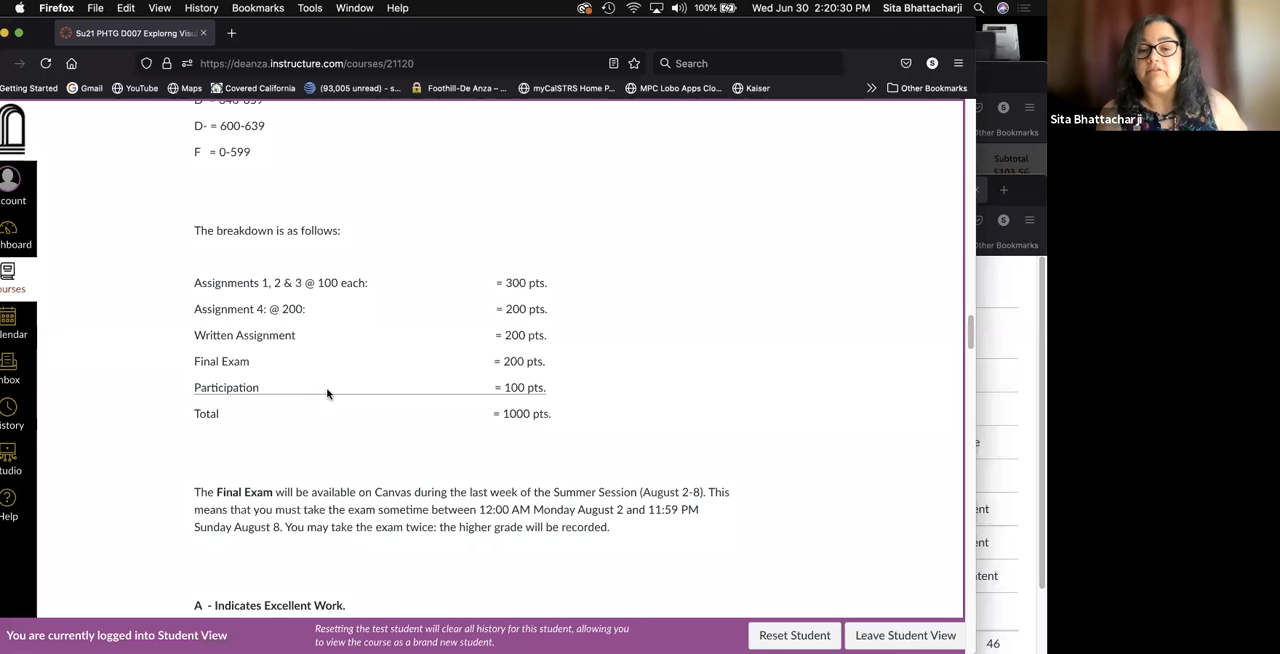 Firefox File Edit View History Bookmarks Tools Window Help 100% Wed Jun 30 2:20:30 PM Sita Bhattacharji
Su21 PHTG D007 Explorng Visu
https://deanza.instructure.com/courses/21120 Search
Getting Started Gmail YouTube Maps Covered California (93,005 unread) - s... Foothill-De Anza –... myCalSTRS Home P... MPC Lobo Apps Clo... Kaiser Other Bookmarks
Sita Bhattacharji
Other Bookmarks
Subtotal
$103.56
Other Bookmarks
D- = 600-639
F = 0-599
ccount
hboard
ourses
lendar
nbox
istory
tudio
Help
The breakdown is as follows:
Assignments 1, 2 & 3 @ 100 each: = 300 pts.
Assignment 4: @ 200: = 200 pts.
Written Assignment = 200 pts.
Final Exam = 200 pts.
Participation = 100 pts.
Total = 1000 pts.
The Final Exam will be available on Canvas during the last week of the Summer Session (August 2-8). This
means that you must take the exam sometime between 12:00 AM Monday August 2 and 11:59 PM
Sunday August 8. You may take the exam twice: the higher grade will be recorded.
A - Indicates Excellent Work.
e
ent
ent
tent
46
You are currently logged into Student View
Resetting the test student will clear all history for this student, allowing you
to view the course as a brand new student.
Reset Student
Leave Student View